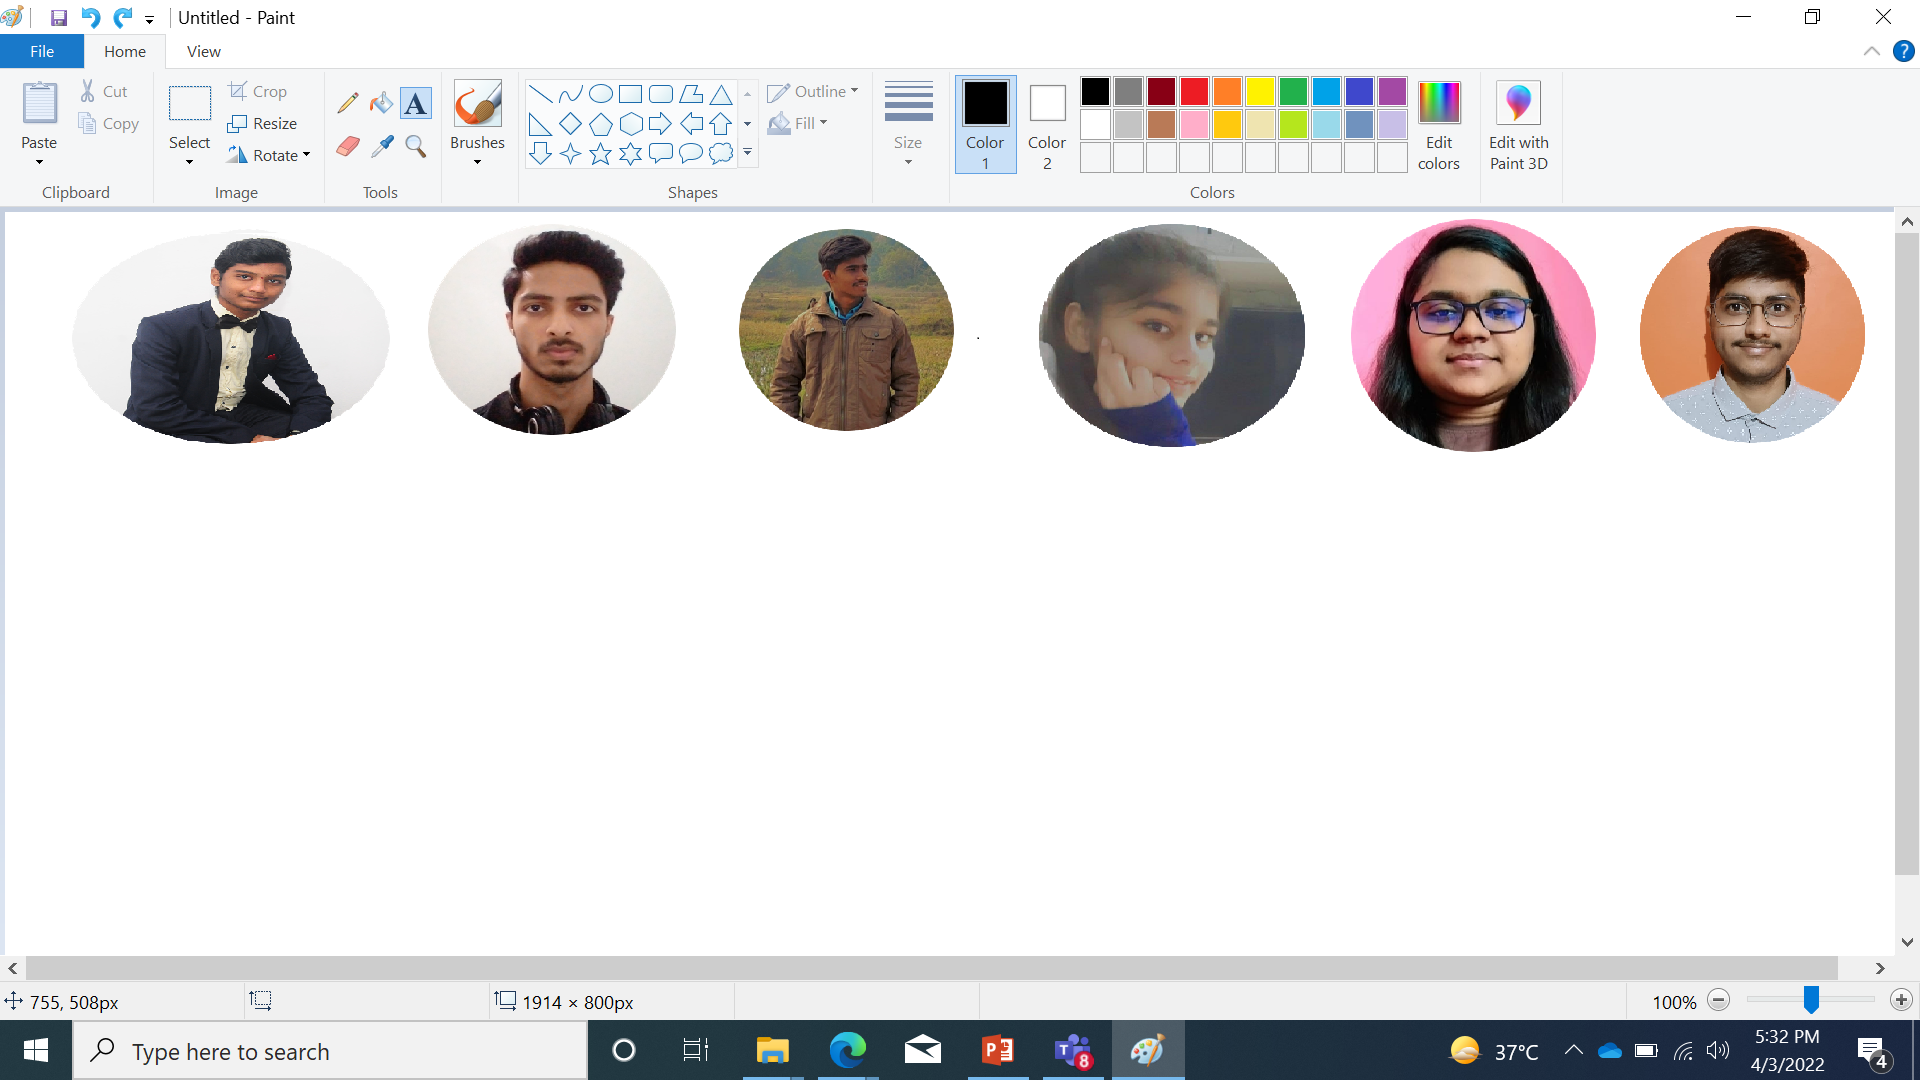 Untitled - Paint
File Home View
Paste
Cut
Copy
Clipboard
Select
Crop
Resize
Rotate
Image
A
Tools
Brushes
Shapes
Outline
Fill
Size
Color 1
Color 2
Edit colors
Colors
Edit with Paint 3D
755, 508px
1914 × 800px
100%
Type here to search
8
37°C
5:32 PM
4/3/2022
4